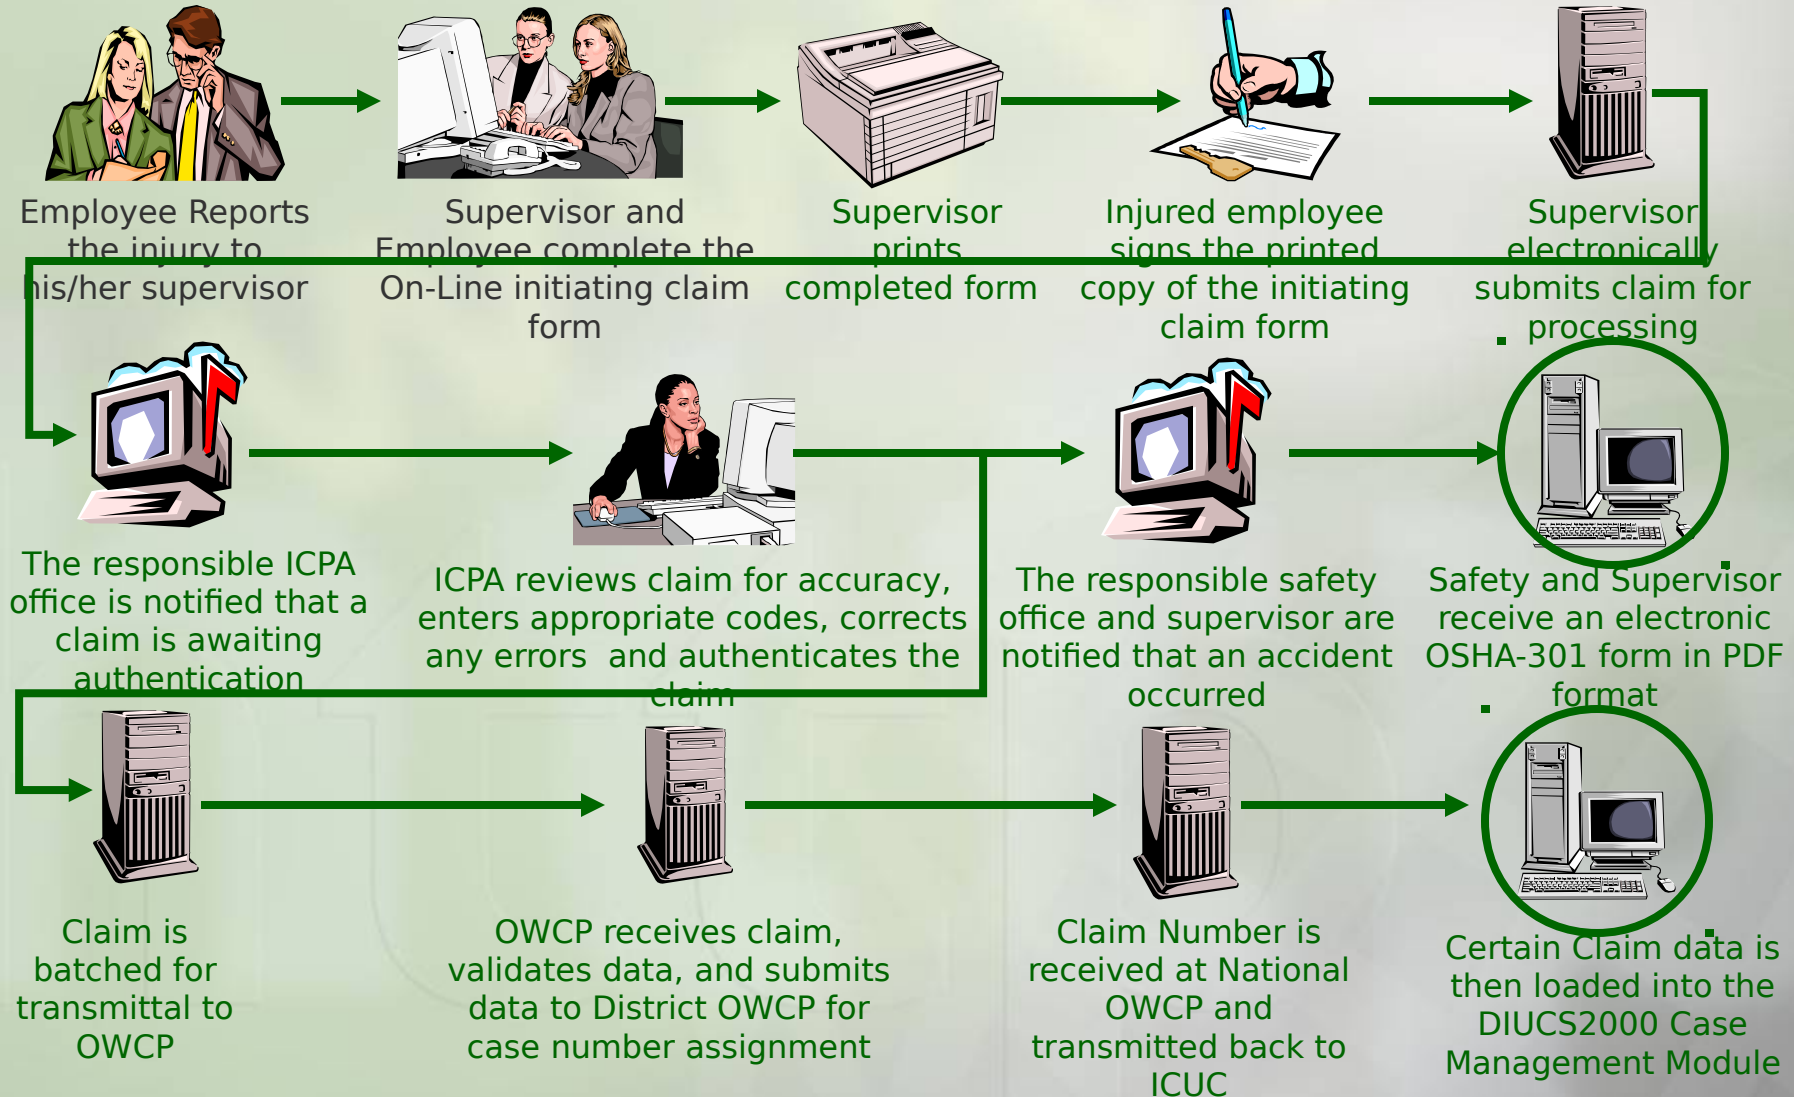 Employee Reports
the injury to
his/her supervisor
Supervisor and
Employee complete the
On-Line initiating claim
form
Supervisor
prints
completed form
Injured employee
signs the printed
copy of the initiating
claim form
Supervisor
electronically
submits claim for
processing
The responsible ICPA
office is notified that a
claim is awaiting
authentication
ICPA reviews claim for accuracy,
enters appropriate codes, corrects
any errors  and authenticates the
claim
The responsible safety
office and supervisor are
notified that an accident
occurred
Safety and Supervisor
receive an electronic
OSHA-301 form in PDF
format
Claim is
batched for
transmittal to
OWCP
OWCP receives claim,
validates data, and submits
data to District OWCP for
case number assignment
Claim Number is
received at National
OWCP and
transmitted back to
ICUC
Certain Claim data is
then loaded into the
DIUCS2000 Case
Management Module